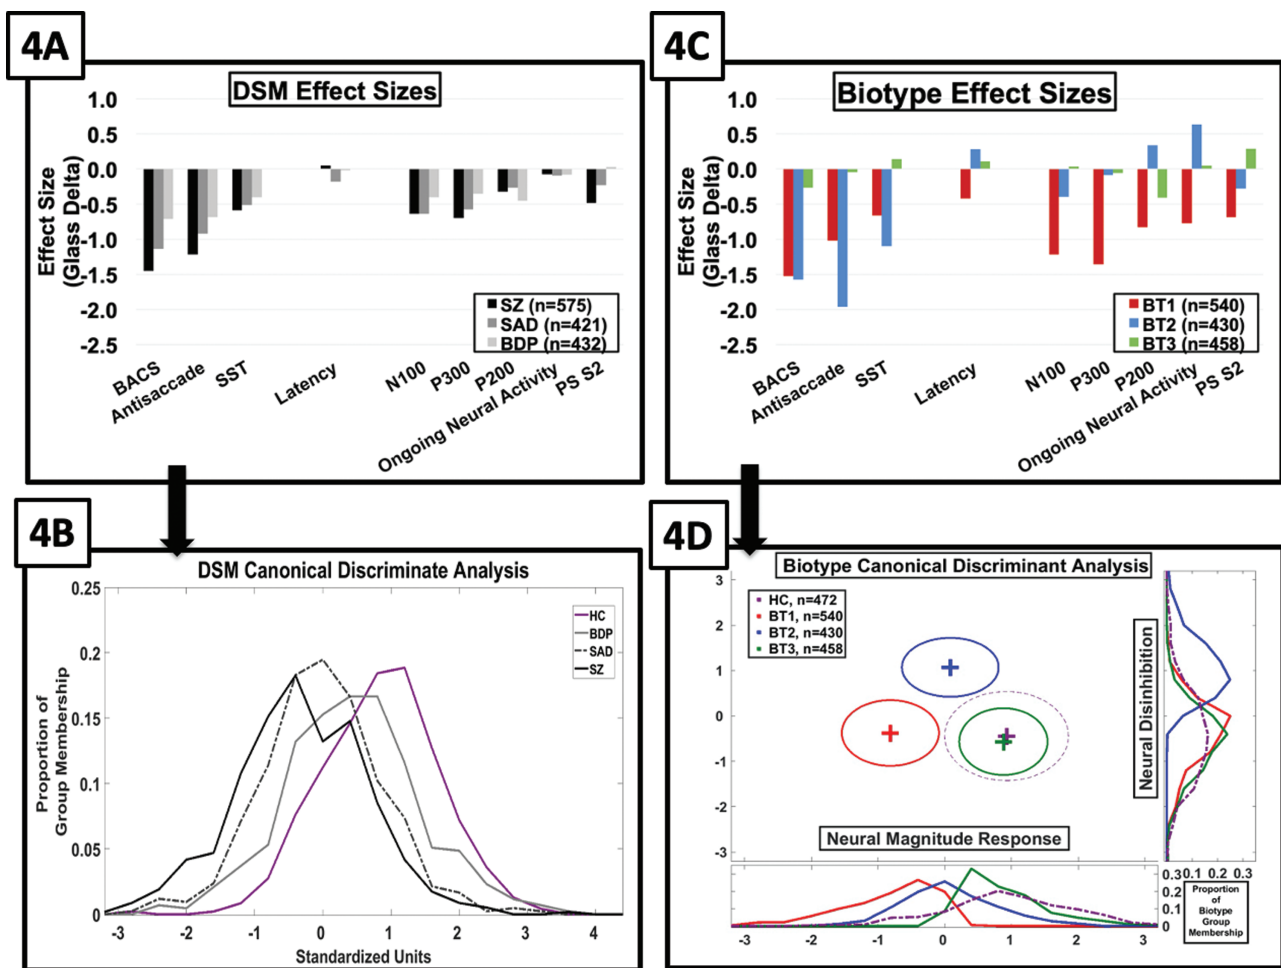 4A
DSM Effect Sizes
1.0
0.5
0.0
-0.5
-1.0
-1.5
-2.0
-2.5
Effect Size
(Glass Delta)
SZ (n=575)
SAD (n=421)
BDP (n=432)
BACS
Antisaccade
SST
Latency
N100
P300
P200
Ongoing Neural Activity
PS S2
4C
Biotype Effect Sizes
1.0
0.5
0.0
-0.5
-1.0
-1.5
-2.0
-2.5
Effect Size
(Glass Delta)
BT1 (n=540)
BT2 (n=430)
BT3 (n=458)
BACS
Antisaccade
SST
Latency
N100
P300
P200
Ongoing Neural Activity
PS S2
4B
DSM Canonical Discriminate Analysis
0.25
0.2
0.15
0.1
0.05
0
Proportion of
Group Membership
HC
BDP
SAD
SZ
-3
-2
-1
0
1
2
3
4
Standardized Units
4D
Biotype Canonical Discriminant Analysis
HC, n=472
BT1, n=540
BT2, n=430
BT3, n=458
3
2
1
0
-1
-2
-3
Neural Disinhibition
Neural Magnitude Response
0.1 0.2 0.3
0.3
0.2
0.1
0
Proportion
of
Biotype
Group
Membership
-3
-2
-1
0
1
2
3